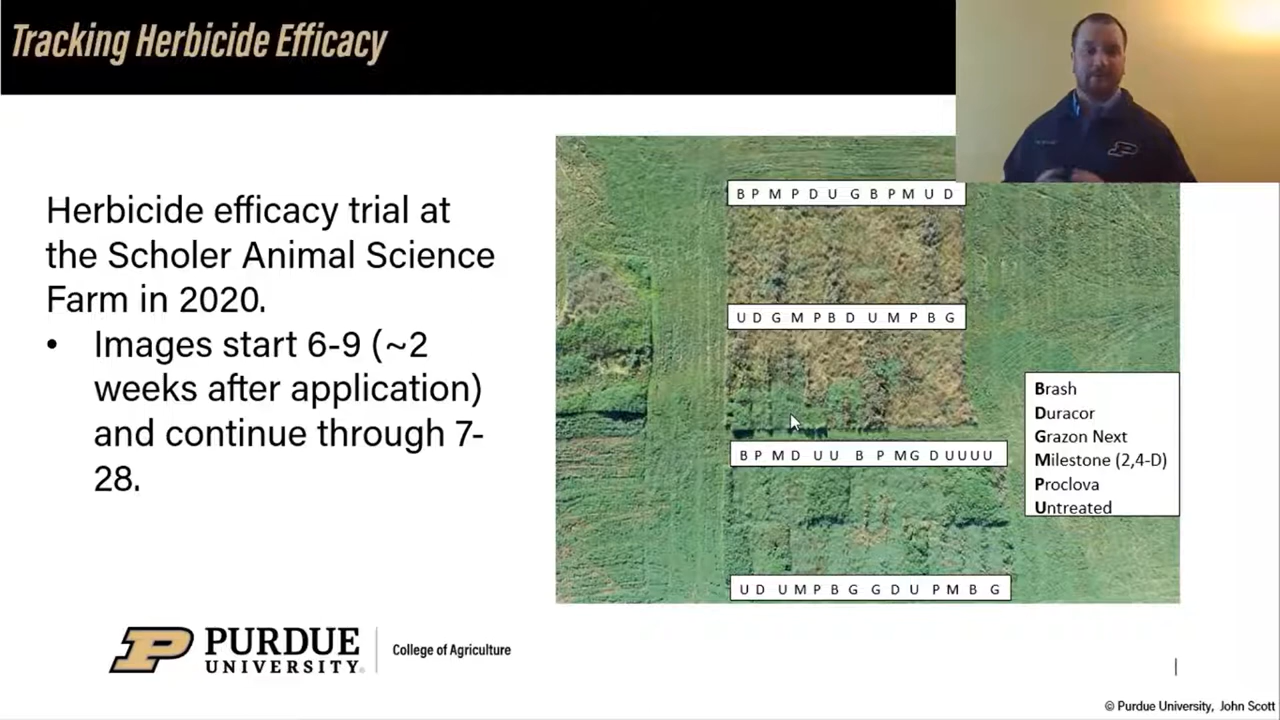 Tracking Herbicide Efficacy
Herbicide efficacy trial at
the Scholer Animal Science
Farm in 2020.
• Images start 6-9 (~2
weeks after application)
and continue through 7-
28.
B P M P D U G B P M U D
U D G M P B D U M P B G
B P M D U U B P M G D U U U U
U D U M P B G G D U P M B G
Brash
Duracor
Grazon Next
Milestone (2,4-D)
Proclova
Untreated
P PURDUE
UNIVERSITY®
College of Agriculture
© Purdue University, John Scott